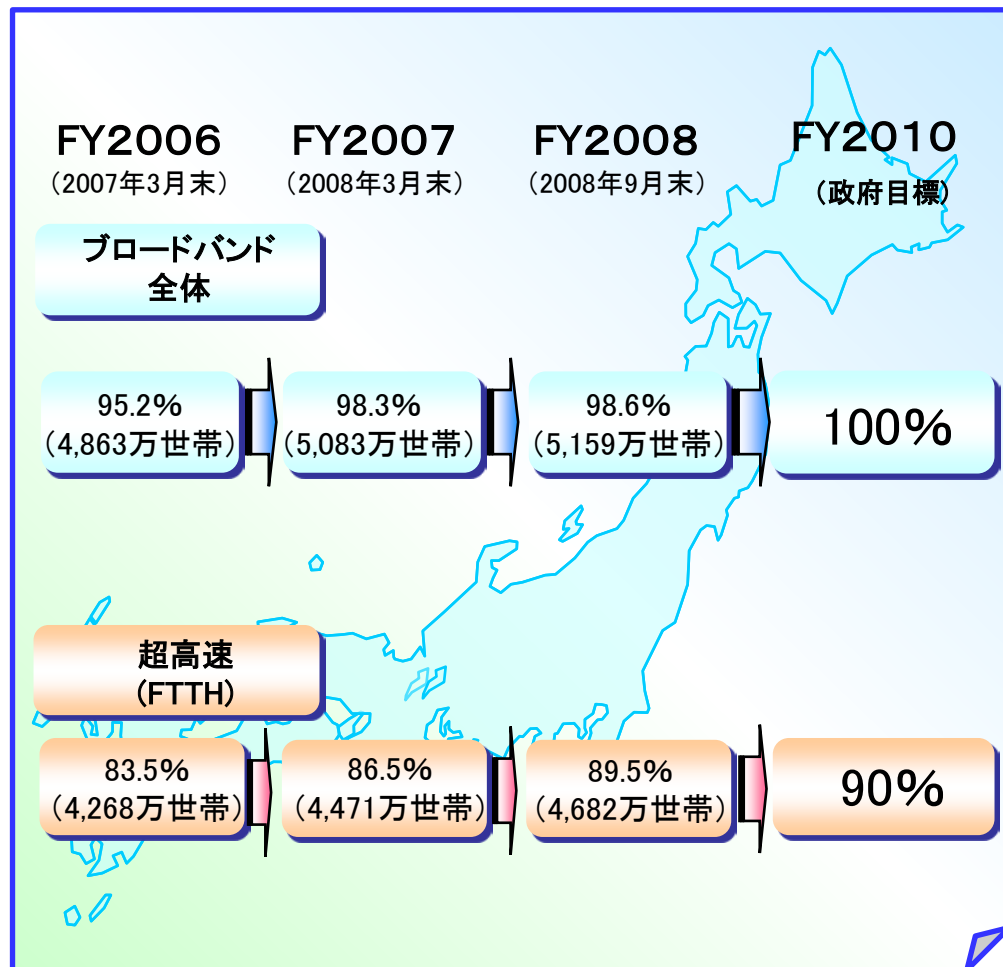 FY2006
(2007年3月末)
FY2007
(2008年3月末)
FY2008
(2008年9月末)
FY2010
(政府目標)
ブロードバンド
全体
95.2%
(4,863万世帯)
98.3%
(5,083万世帯)
98.6%
(5,159万世帯)
100%
超高速
(FTTH)
83.5%
(4,268万世帯)
86.5%
(4,471万世帯)
89.5%
(4,682万世帯)
90%